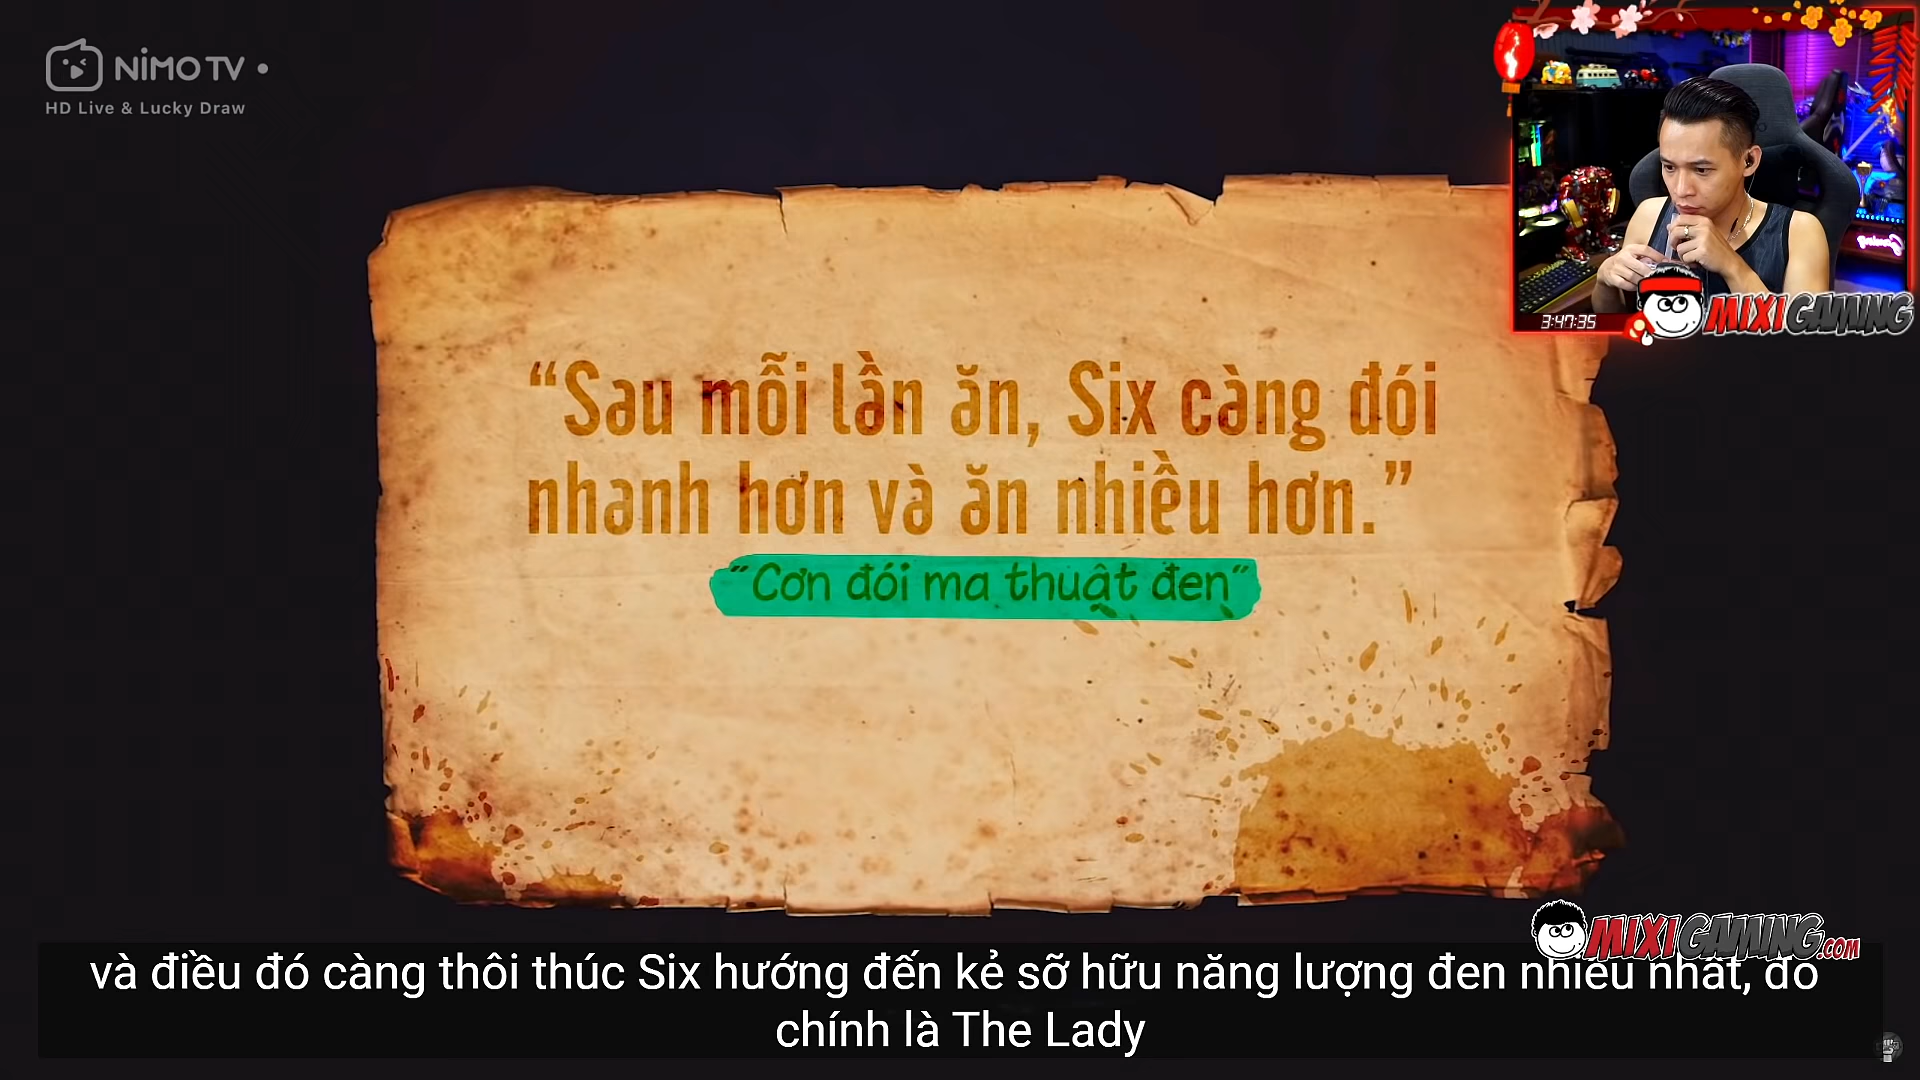 NiMO TV
HD Live & Lucky Draw
3:47:35
MIXIGAMING
“Sau mỗi lần ăn, Six càng đói
nhanh hơn và ăn nhiều hơn.”
“Cơn đói ma thuật đen”
MIXIGAMING.COM
và điều đó càng thôi thúc Six hướng đến kẻ sỡ hữu năng lượng đen nhiều nhất, đó
chính là The Lady